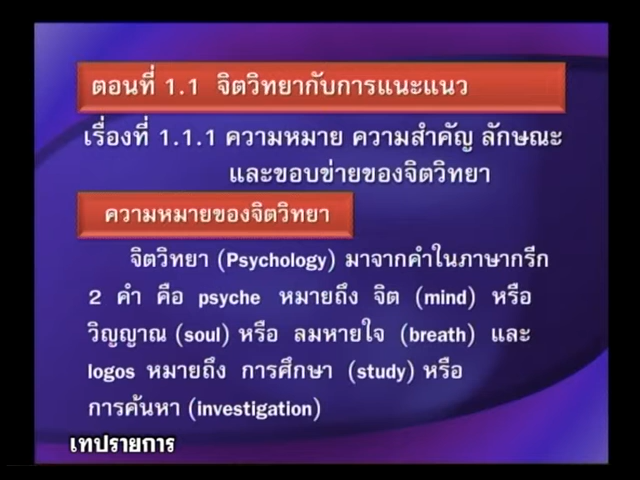 ตอนที่ 1.1 จิตวิทยากับการแนะแนว
เรื่องที่ 1.1.1 ความหมาย ความสำคัญ ลักษณะ
และขอบข่ายของจิตวิทยา
ความหมายของจิตวิทยา
จิตวิทยา (Psychology) มาจากคำในภาษากรีก
2 คำ คือ psyche หมายถึง จิต (mind) หรือ
วิญญาณ (soul) หรือ ลมหายใจ (breath) และ
logos หมายถึง การศึกษา (study) หรือ
การค้นหา (investigation)
เทปรายการ